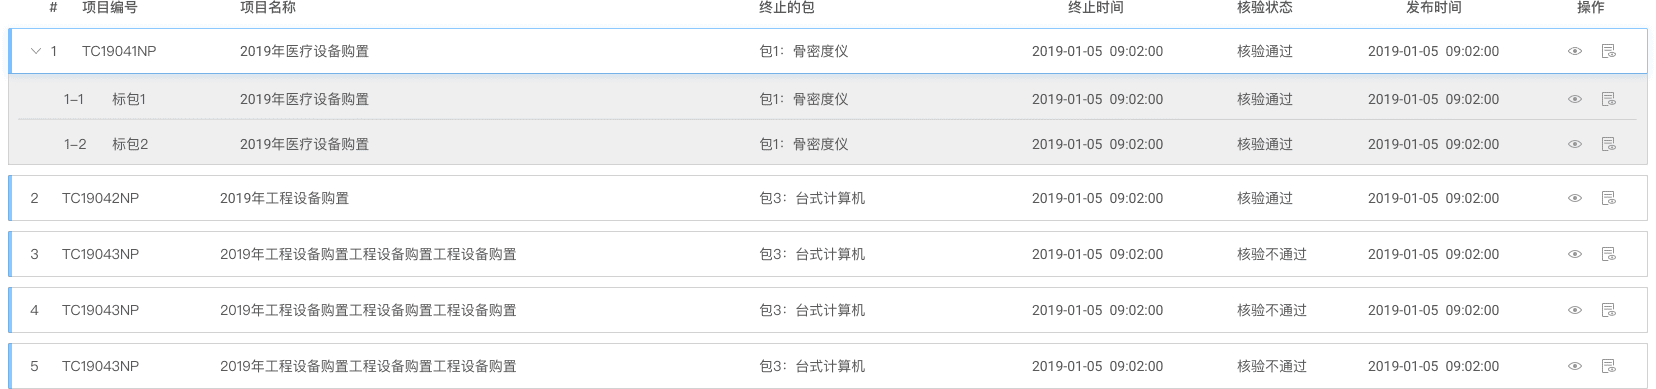 # 项目编号 项目名称 终止的包 终止时间 核验状态 发布时间 操作
1 TC19041NP 2019年医疗设备购置 包1：骨密度仪 2019-01-05 09:02:00 核验通过 2019-01-05 09:02:00
1-1 标包1 2019年医疗设备购置 包1：骨密度仪 2019-01-05 09:02:00 核验通过 2019-01-05 09:02:00
1-2 标包2 2019年医疗设备购置 包1：骨密度仪 2019-01-05 09:02:00 核验通过 2019-01-05 09:02:00
2 TC19042NP 2019年工程设备购置 包3：台式计算机 2019-01-05 09:02:00 核验通过 2019-01-05 09:02:00
3 TC19043NP 2019年工程设备购置工程设备购置工程设备购置 包3：台式计算机 2019-01-05 09:02:00 核验不通过 2019-01-05 09:02:00
4 TC19043NP 2019年工程设备购置工程设备购置工程设备购置 包3：台式计算机 2019-01-05 09:02:00 核验不通过 2019-01-05 09:02:00
5 TC19043NP 2019年工程设备购置工程设备购置工程设备购置 包3：台式计算机 2019-01-05 09:02:00 核验不通过 2019-01-05 09:02:00